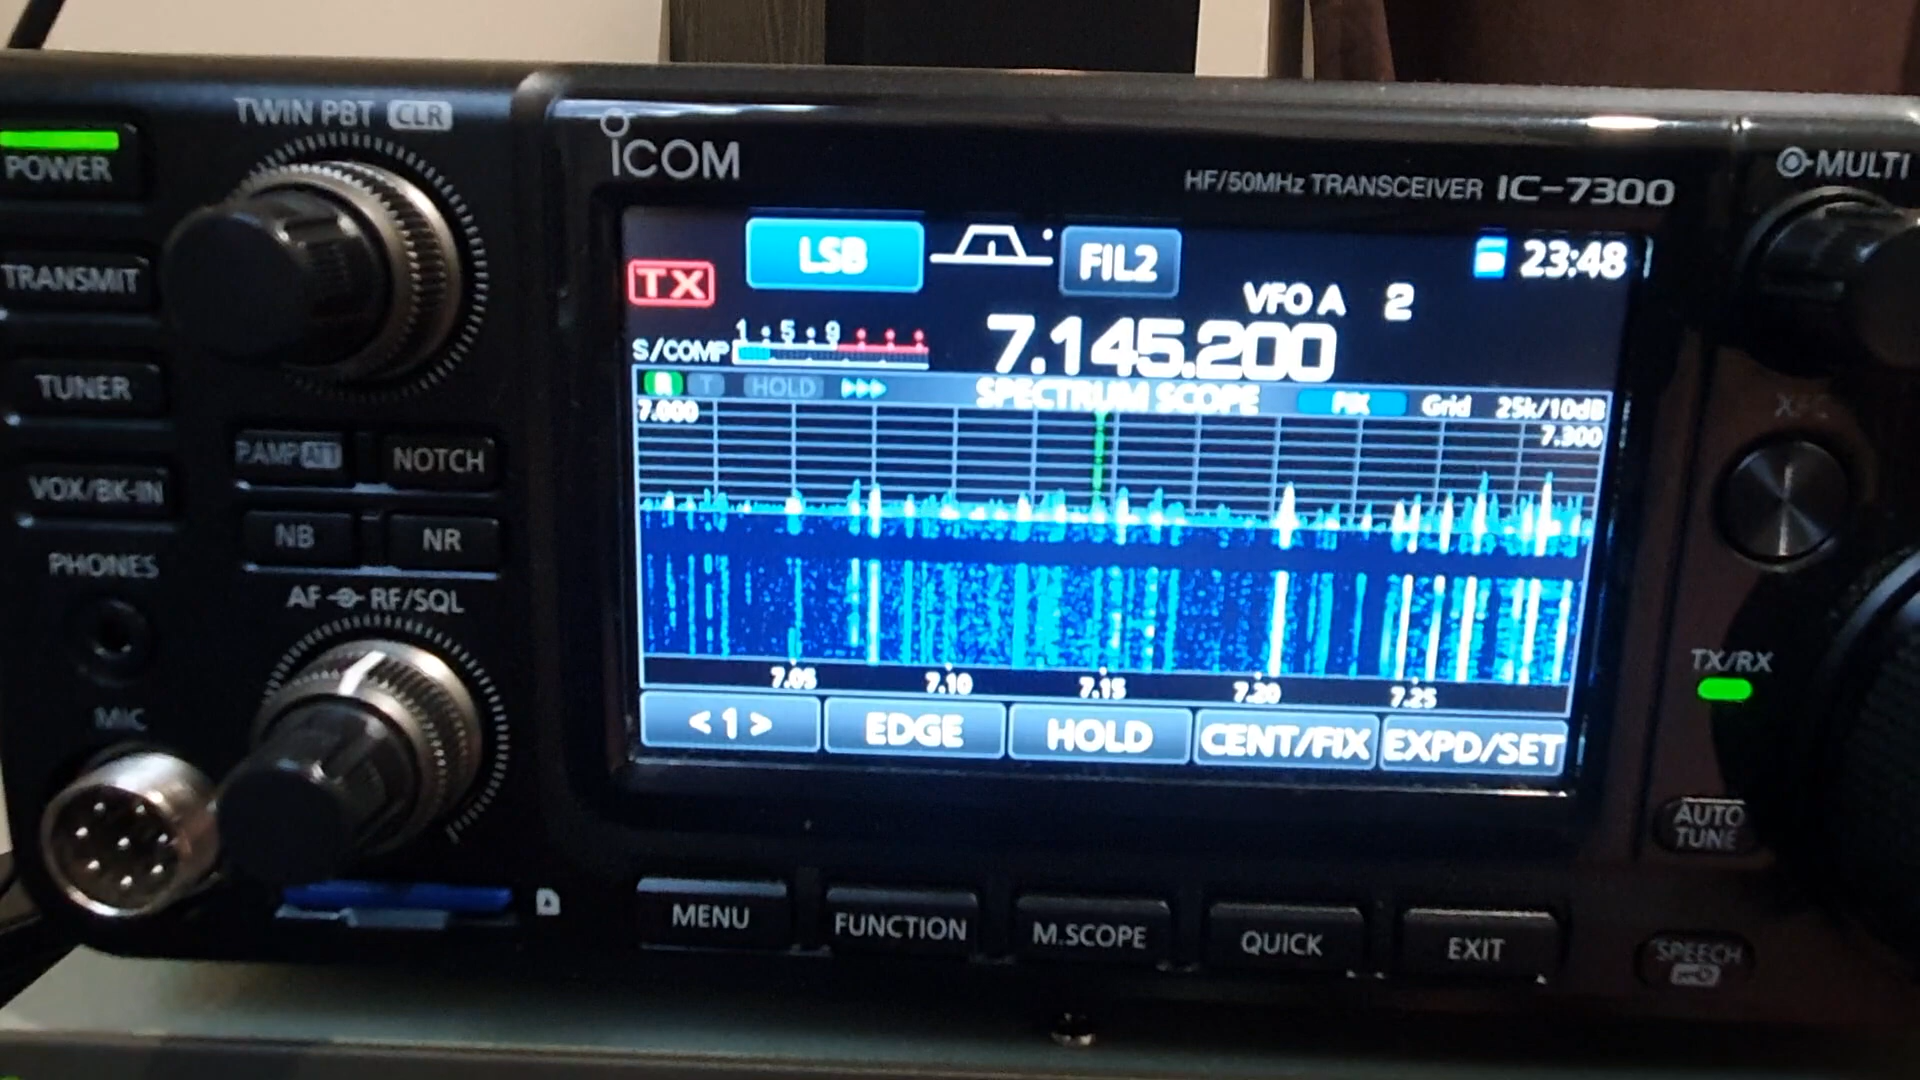 TWIN PBT CLR
POWER
TRANSMIT
TUNER
VOX/BK-IN
P.AMP ATT
NOTCH
NB
NR
PHONES
AF RF/SQL
MIC
ICOM
HF/50MHz TRANSCEIVER IC-7300
MULTI
TX
LSB
FIL2
23:48
VFO A 2
7.145.200
1 5 9
S/COMP
R T HOLD
SPECTRUM SCOPE
FIX Grid 25k/10dB
7.000
7.300
7.05 7.10 7.15 7.20 7.25
<1> EDGE HOLD CENT/FIX EXPD/SET
MENU FUNCTION M.SCOPE QUICK EXIT
TX/RX
AUTO
TUNE
SPEECH